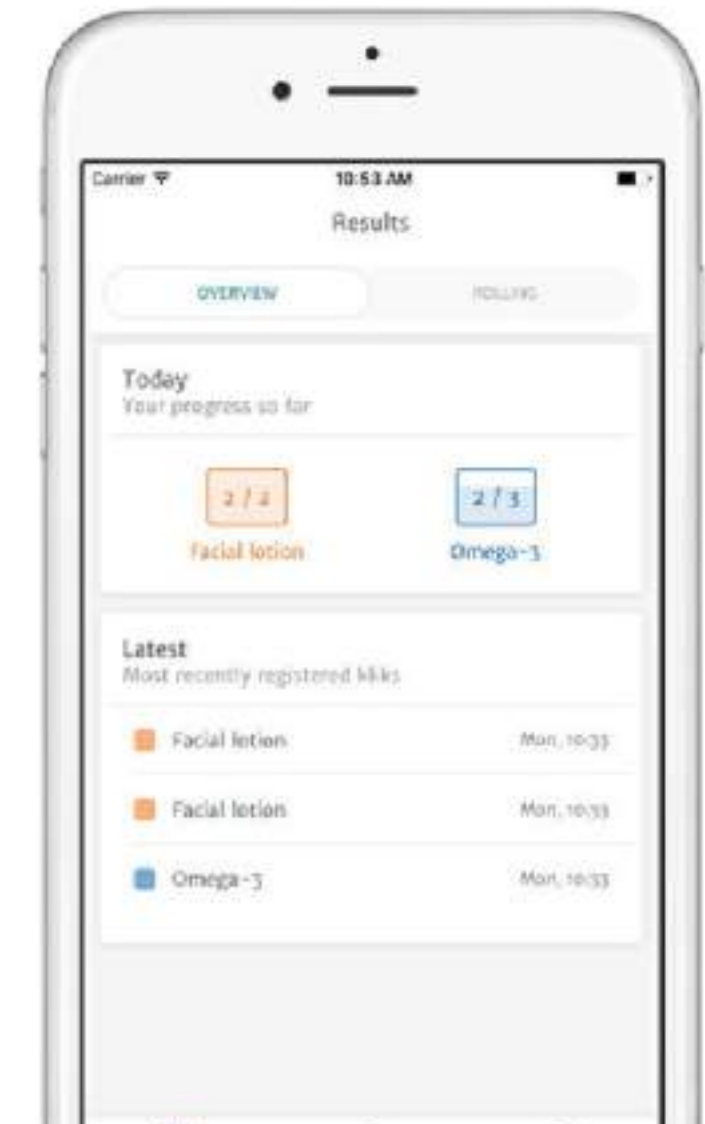 Carrier 10:53 AM
Results
OVERVIEW ROLLING
Today
Your progress so far
2 / 2 2 / 3
Facial lotion Omega-3
Latest
Most recently registered kliks
Facial lotion Mon, 10:33
Facial lotion Mon, 10:33
Omega-3 Mon, 10:33